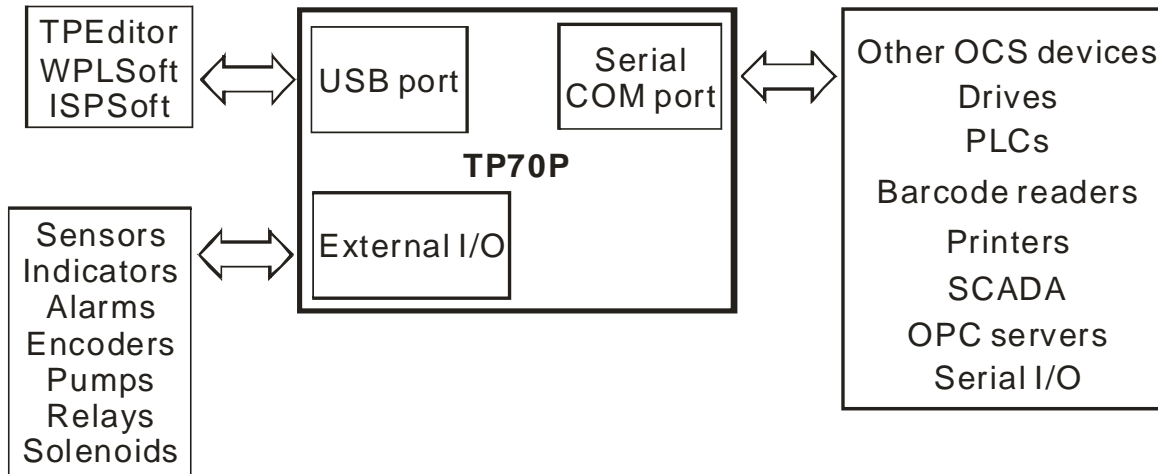 TPEditor
WPLSoft
ISPSoft
USB port
Serial
COM port
TP70P
External I/O
Sensors
Indicators
Alarms
Encoders
Pumps
Relays
Solenoids
Other OCS devices
Drives
PLCs
Barcode readers
Printers
SCADA
OPC servers
Serial I/O